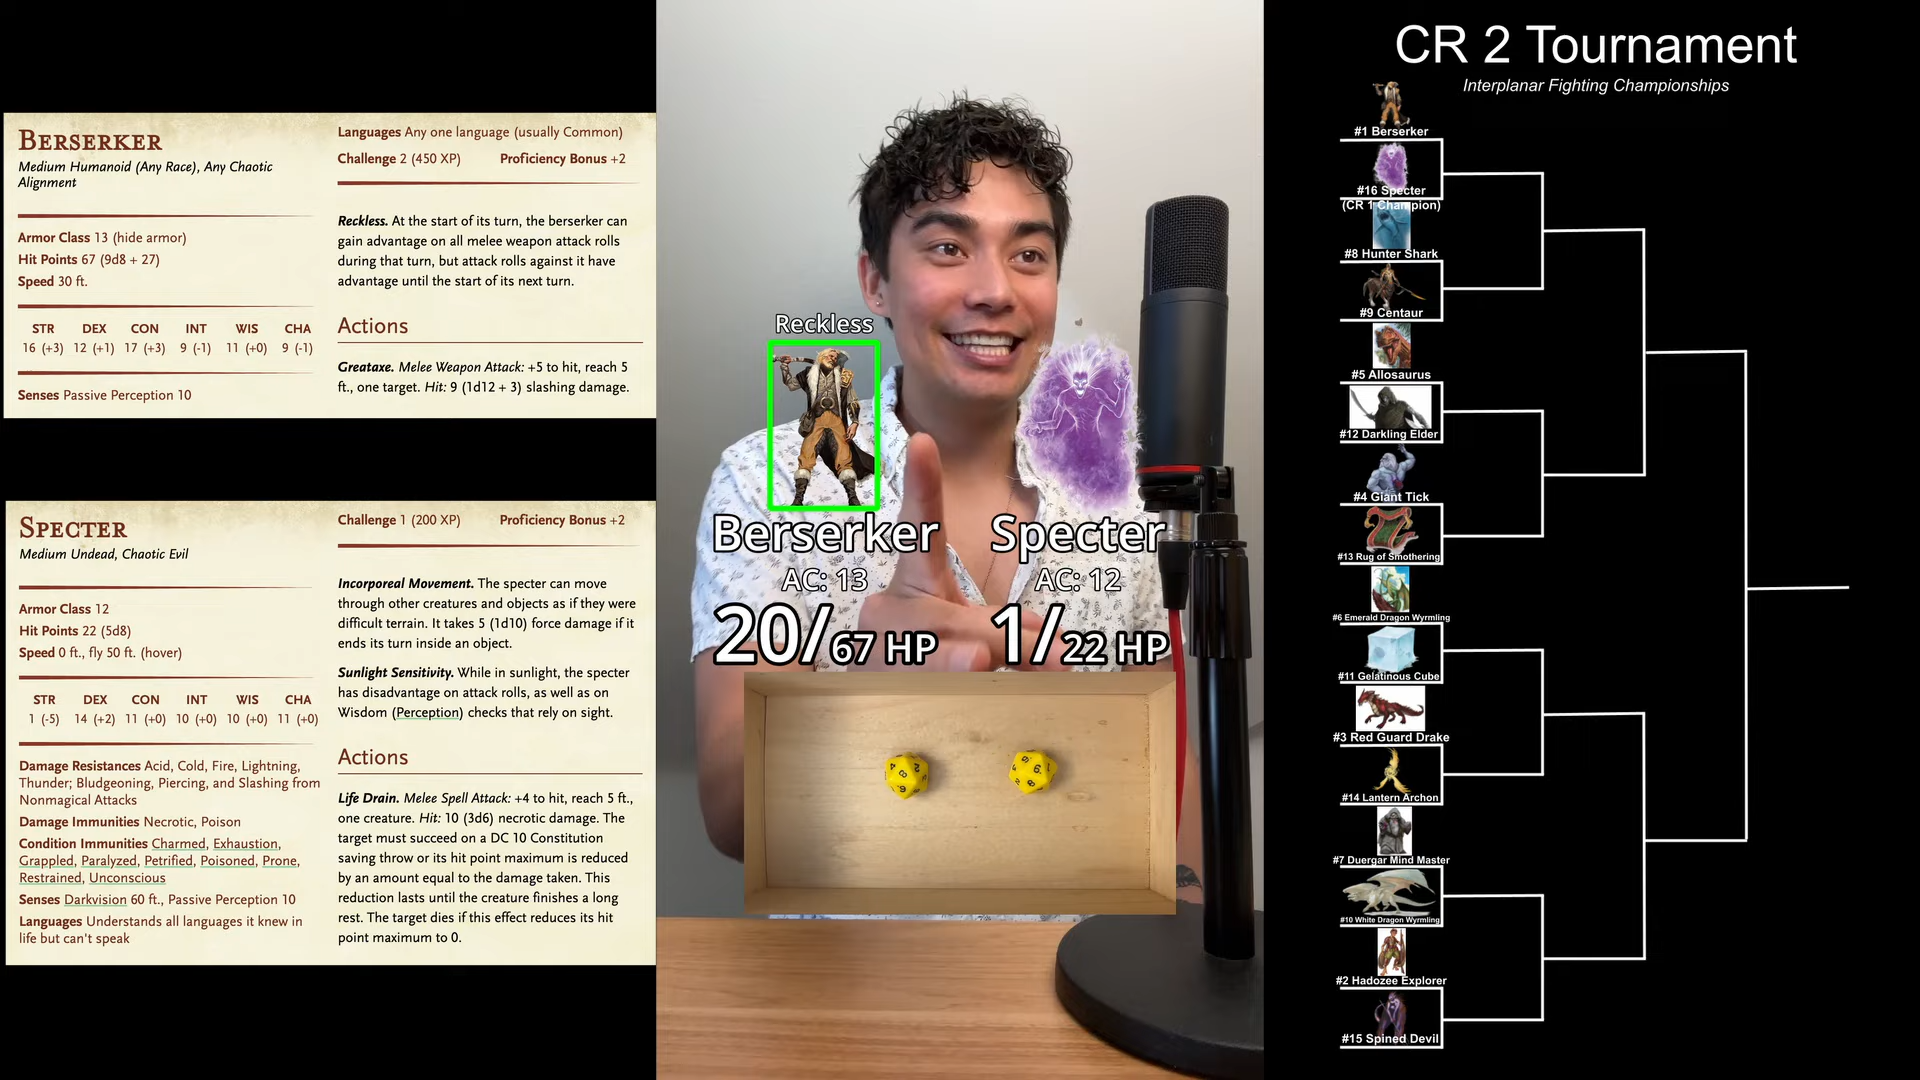 BERSERKER
Medium Humanoid (Any Race), Any Chaotic
Alignment
Armor Class 13 (hide armor)
Hit Points 67 (9d8 + 27)
Speed 30 ft.
STR DEX CON INT WIS CHA
16 (+3) 12 (+1) 17 (+3) 9 (-1) 11 (+0) 9 (-1)
Senses Passive Perception 10
Languages Any one language (usually Common)
Challenge 2 (450 XP) Proficiency Bonus +2
Reckless. At the start of its turn, the berserker can
gain advantage on all melee weapon attack rolls
during that turn, but attack rolls against it have
advantage until the start of its next turn.
Actions
Greataxe. Melee Weapon Attack: +5 to hit, reach 5
ft., one target. Hit: 9 (1d12 + 3) slashing damage.
SPECTER
Medium Undead, Chaotic Evil
Armor Class 12
Hit Points 22 (5d8)
Speed 0 ft., fly 50 ft. (hover)
STR DEX CON INT WIS CHA
1 (-5) 14 (+2) 11 (+0) 10 (+0) 10 (+0) 11 (+0)
Damage Resistances Acid, Cold, Fire, Lightning,
Thunder; Bludgeoning, Piercing, and Slashing from
Nonmagical Attacks
Damage Immunities Necrotic, Poison
Condition Immunities Charmed, Exhaustion,
Grappled, Paralyzed, Petrified, Poisoned, Prone,
Restrained, Unconscious
Senses Darkvision 60 ft., Passive Perception 10
Languages Understands all languages it knew in
life but can't speak
Challenge 1 (200 XP) Proficiency Bonus +2
Incorporeal Movement. The specter can move
through other creatures and objects as if they were
difficult terrain. It takes 5 (1d10) force damage if it
ends its turn inside an object.
Sunlight Sensitivity. While in sunlight, the specter
has disadvantage on attack rolls, as well as on
Wisdom (Perception) checks that rely on sight.
Actions
Life Drain. Melee Spell Attack: +4 to hit, reach 5 ft.,
one creature. Hit: 10 (3d6) necrotic damage. The
target must succeed on a DC 10 Constitution
saving throw or its hit point maximum is reduced
by an amount equal to the damage taken. This
reduction lasts until the creature finishes a long
rest. The target dies if this effect reduces its hit
point maximum to 0.
Reckless
Berserker
AC: 13
20/67 HP
Specter
AC: 12
1/22 HP
CR 2 Tournament
Interplanar Fighting Championships
#1 Berserker
#16 Specter
(CR 1 Champion)
#8 Hunter Shark
#9 Centaur
#5 Allosaurus
#12 Darkling Elder
#4 Giant Tick
#13 Rug of Smothering
#6 Emerald Dragon Wyrmling
#11 Gelatinous Cube
#3 Red Guard Drake
#14 Lantern Archon
#7 Duergar Mind Master
#10 White Dragon Wyrmling
#2 Hadozee Explorer
#15 Spined Devil